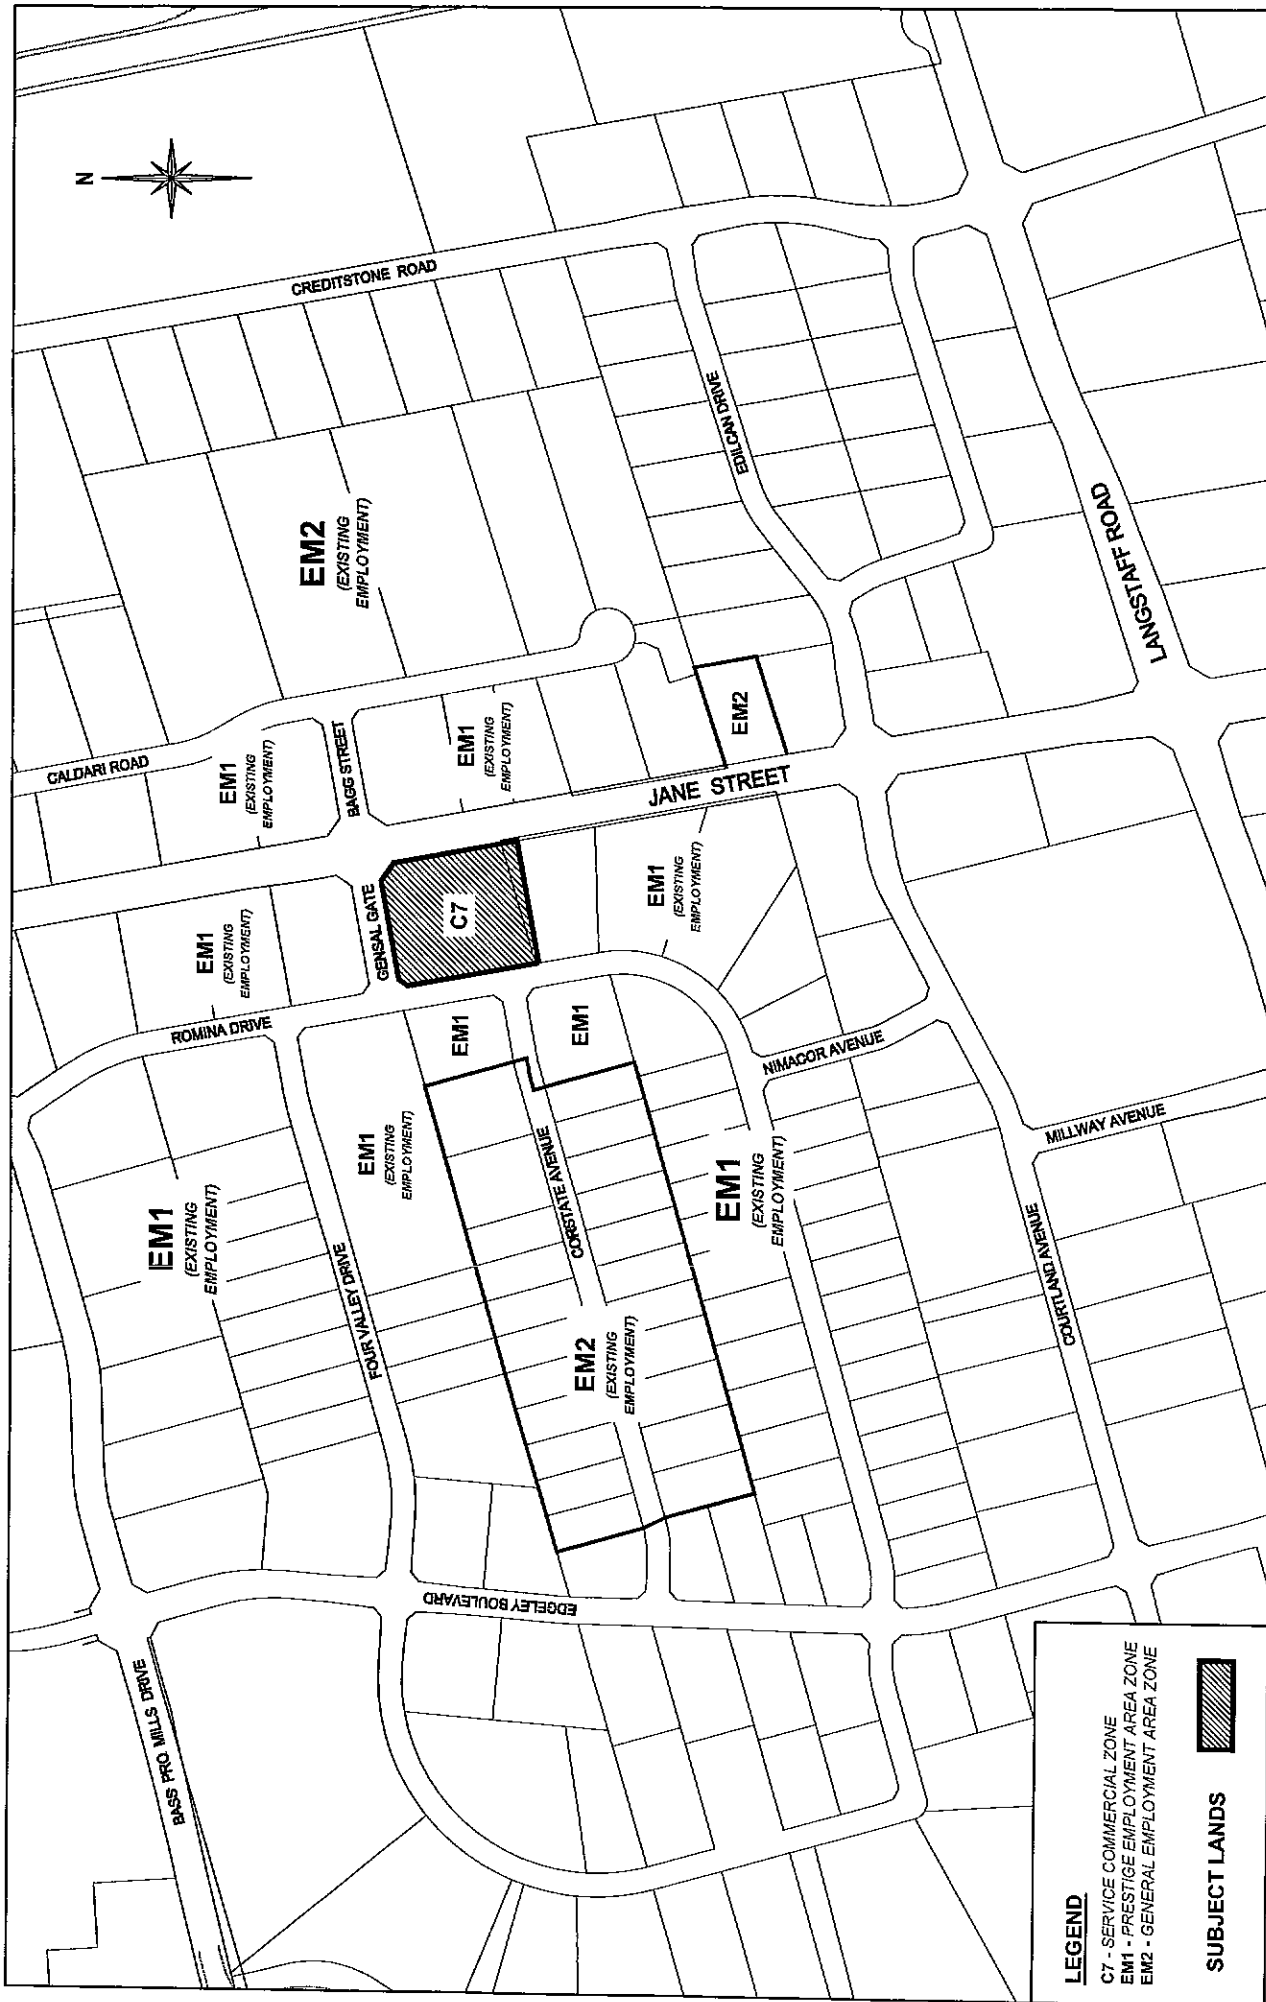 N
CREDITSTONE ROAD
CALDARI ROAD
EM2
(EXISTING
EMPLOYMENT)
EDILCAN DRIVE
LANGSTAFF ROAD
EM1
(EXISTING
EMPLOYMENT)
BAGG STREET
EM1
(EXISTING
EMPLOYMENT)
EM2
JANE STREET
EM1
(EXISTING
EMPLOYMENT)
GENSAL GATE
C7
EM1
(EXISTING
EMPLOYMENT)
ROMINA DRIVE
EM1
EM1
NIMACOR AVENUE
MILLWAY AVENUE
EM1
(EXISTING
EMPLOYMENT)
FOUR VALLEY DRIVE
EM1
(EXISTING
EMPLOYMENT)
CORSTATE AVENUE
EM1
(EXISTING
EMPLOYMENT)
COURTLAND AVENUE
EM2
(EXISTING
EMPLOYMENT)
EDGELEY BOULEVARD
BASS PRO MILLS DRIVE
LEGEND
C7 - SERVICE COMMERCIAL ZONE
EM1 - PRESTIGE EMPLOYMENT AREA ZONE
EM2 - GENERAL EMPLOYMENT AREA ZONE
SUBJECT LANDS